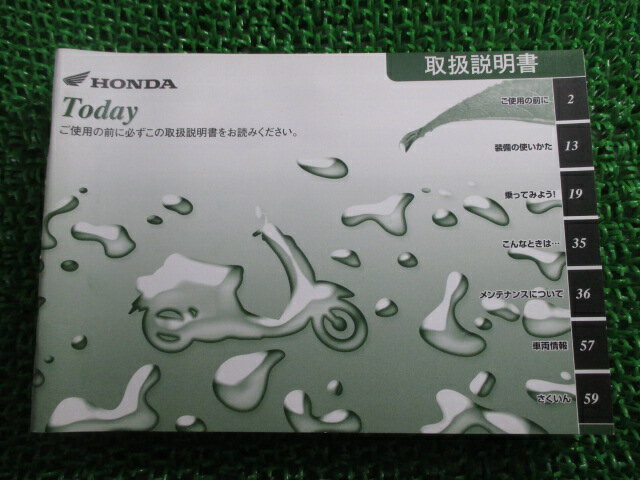 取扱説明書
HONDA
Today
ご使用の前に必ずこの取扱説明書をお読みください。
ご使用の前に 2
装備の使いかた 13
乗ってみよう! 19
こんなときは… 35
メンテナンスについて 36
車両情報 57
さくいん 59